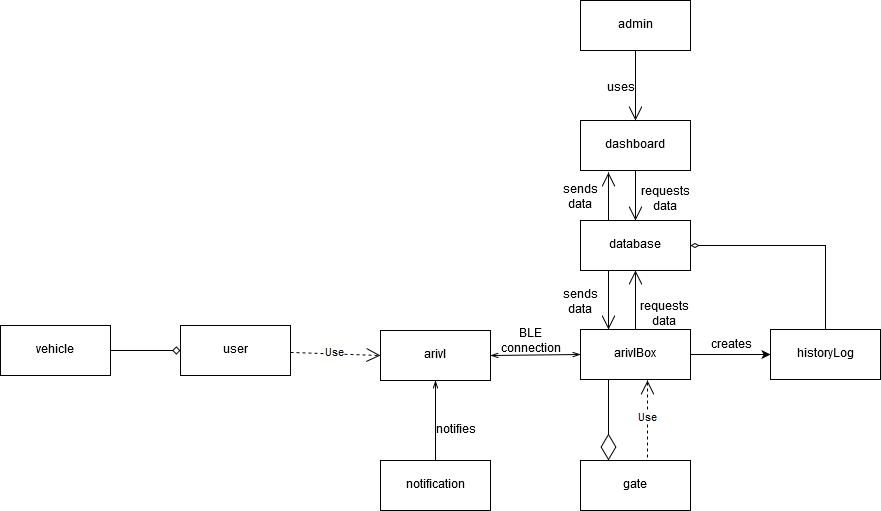 admin
uses
dashboard
sends
data
requests
data
database
sends
data
requests
data
vehicle
user
Use
arivl
BLE
connection
arivlBox
creates
historyLog
notifies
Use
notification
gate